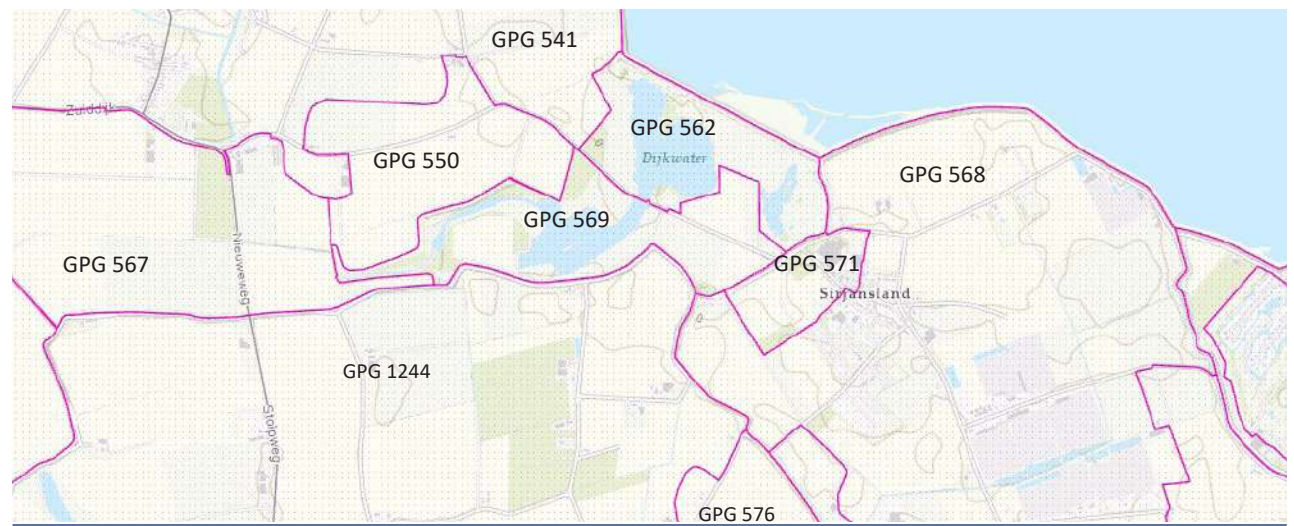 GPG 541
Zuiddijk
GPG 562
GPG 550
Dijkwater
GPG 568
GPG 569
Nieuweweg
GPG 567
GPG 571
Sirjansland
GPG 1244
Stolpweg
GPG 576